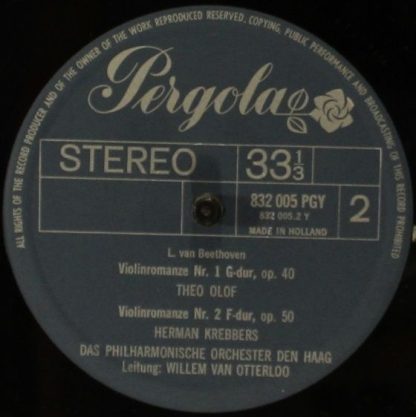 ALL RIGHTS OF THE RECORD PRODUCER AND OF THE OWNER OF THE WORK REPRODUCED RESERVED. COPYING, PUBLIC PERFORMANCE AND BROADCASTING OF THIS RECORD PROHIBITED
Pergola
STEREO
33 1/3
832 005 PGY
832 005.2 Y
2
MADE IN HOLLAND
L. van Beethoven
Violinromanze Nr. 1 G-dur, op. 40
THEO OLOF
Violinromanze Nr. 2 F-dur, op. 50
HERMAN KREBBERS
DAS PHILHARMONISCHE ORCHESTER DEN HAAG
Leitung: WILLEM VAN OTTERLOO